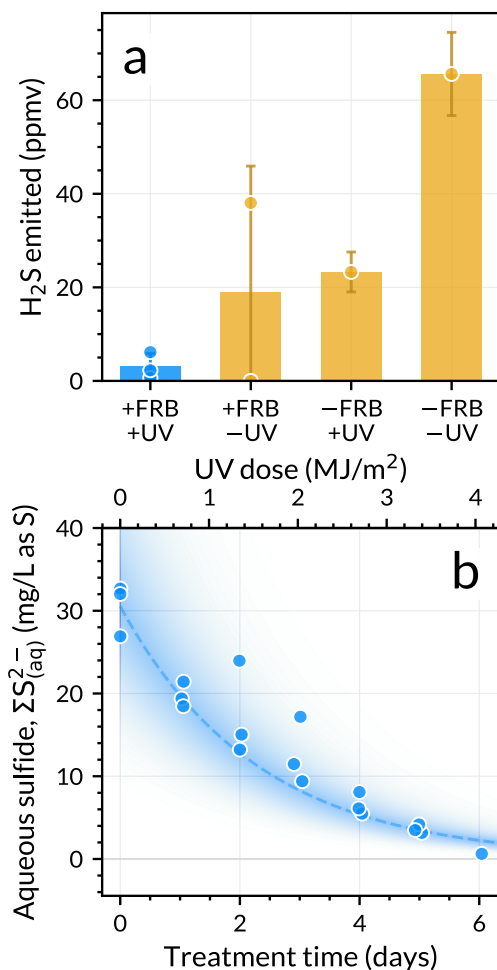 a
H₂S emitted (ppmv)
60
40
20
0
+FRB +FRB −FRB −FRB
+UV −UV +UV −UV
UV dose (MJ/m²)
0 1 2 3 4
b
Aqueous sulfide, ΣS²⁻₍aq₎ (mg/L as S)
40
30
20
10
0
0 2 4 6
Treatment time (days)